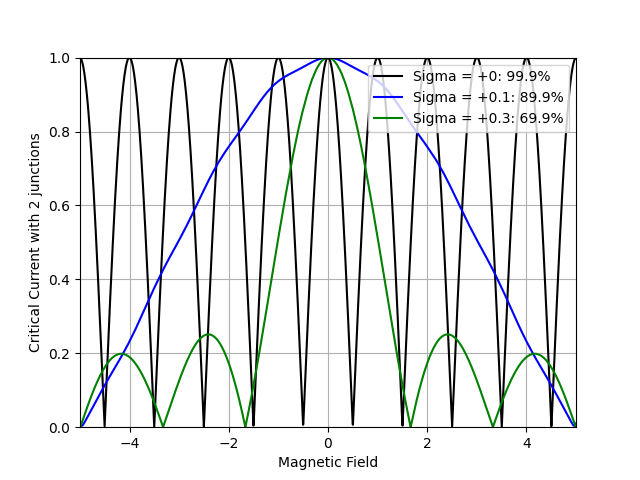 1.0
0.8
0.6
0.4
0.2
0.0
Critical Current with 2 junctions
Sigma = +0: 99.9%
Sigma = +0.1: 89.9%
Sigma = +0.3: 69.9%
−4 −2 0 2 4
Magnetic Field